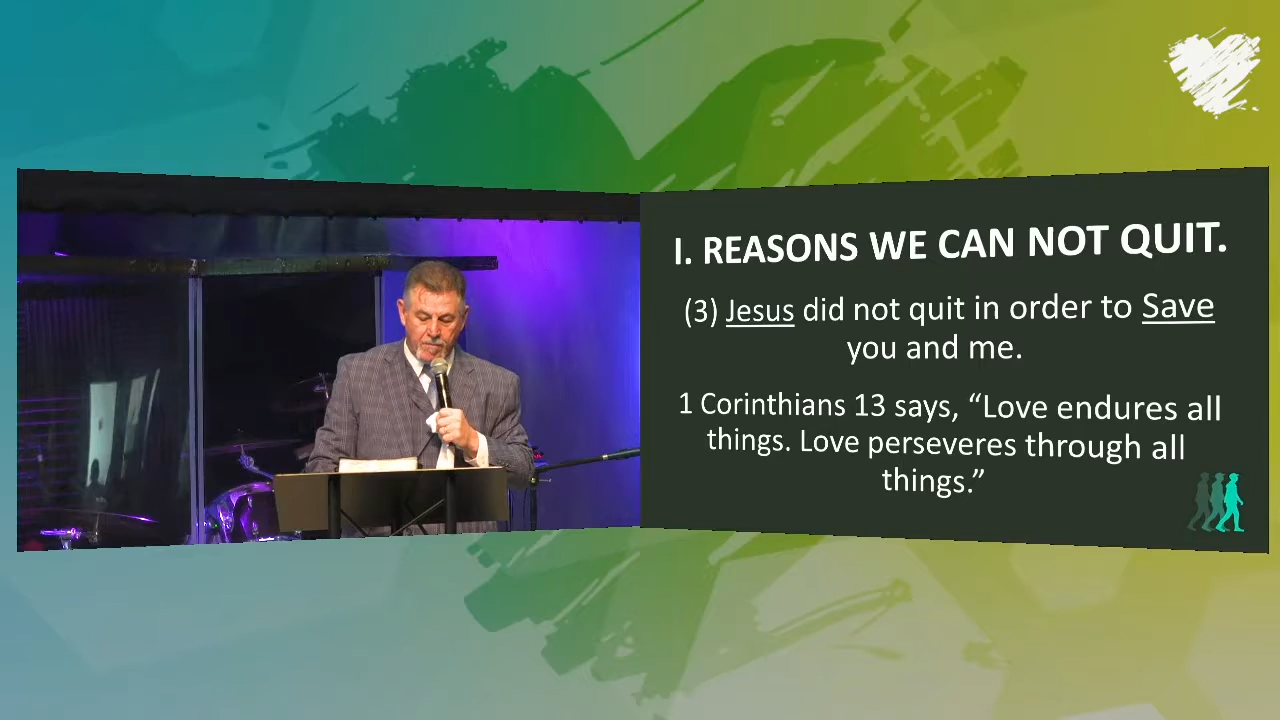 I. REASONS WE CAN NOT QUIT.
(3) Jesus did not quit in order to Save
you and me.
1 Corinthians 13 says, “Love endures all
things. Love perseveres through all
things.”